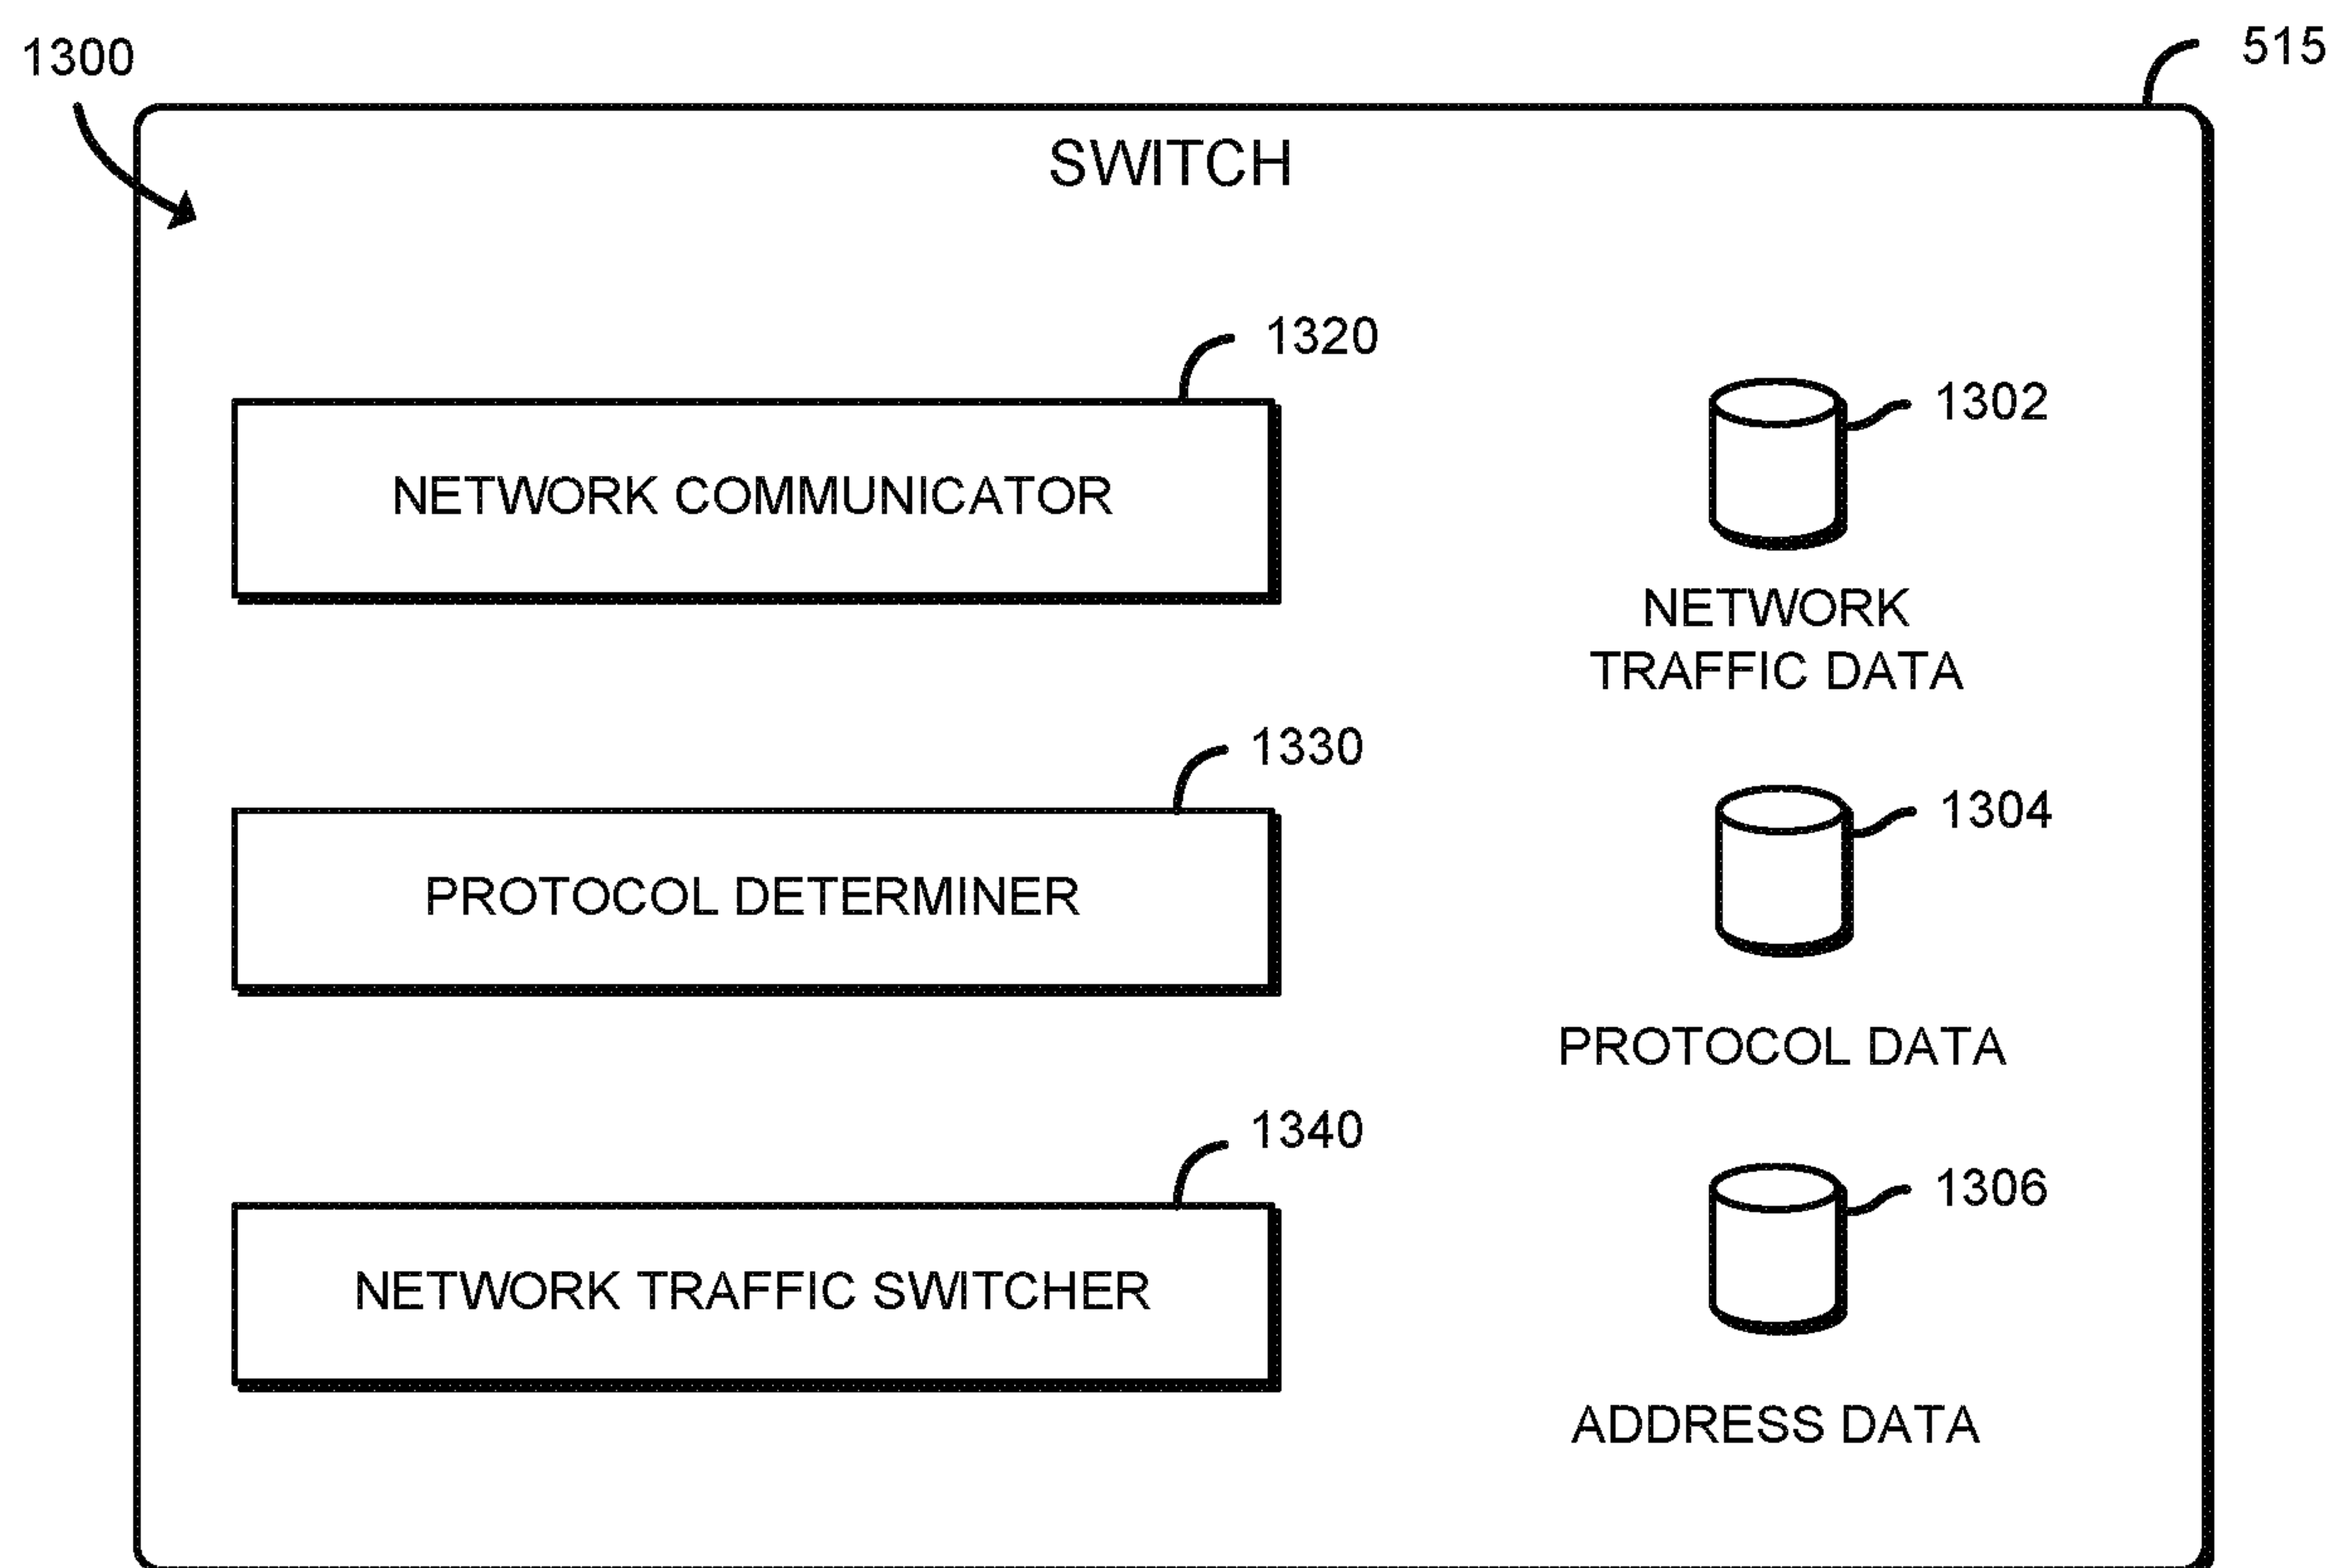 1300
515
SWITCH
1320
NETWORK COMMUNICATOR
1302
NETWORK
TRAFFIC DATA
1330
PROTOCOL DETERMINER
1304
PROTOCOL DATA
1340
NETWORK TRAFFIC SWITCHER
1306
ADDRESS DATA